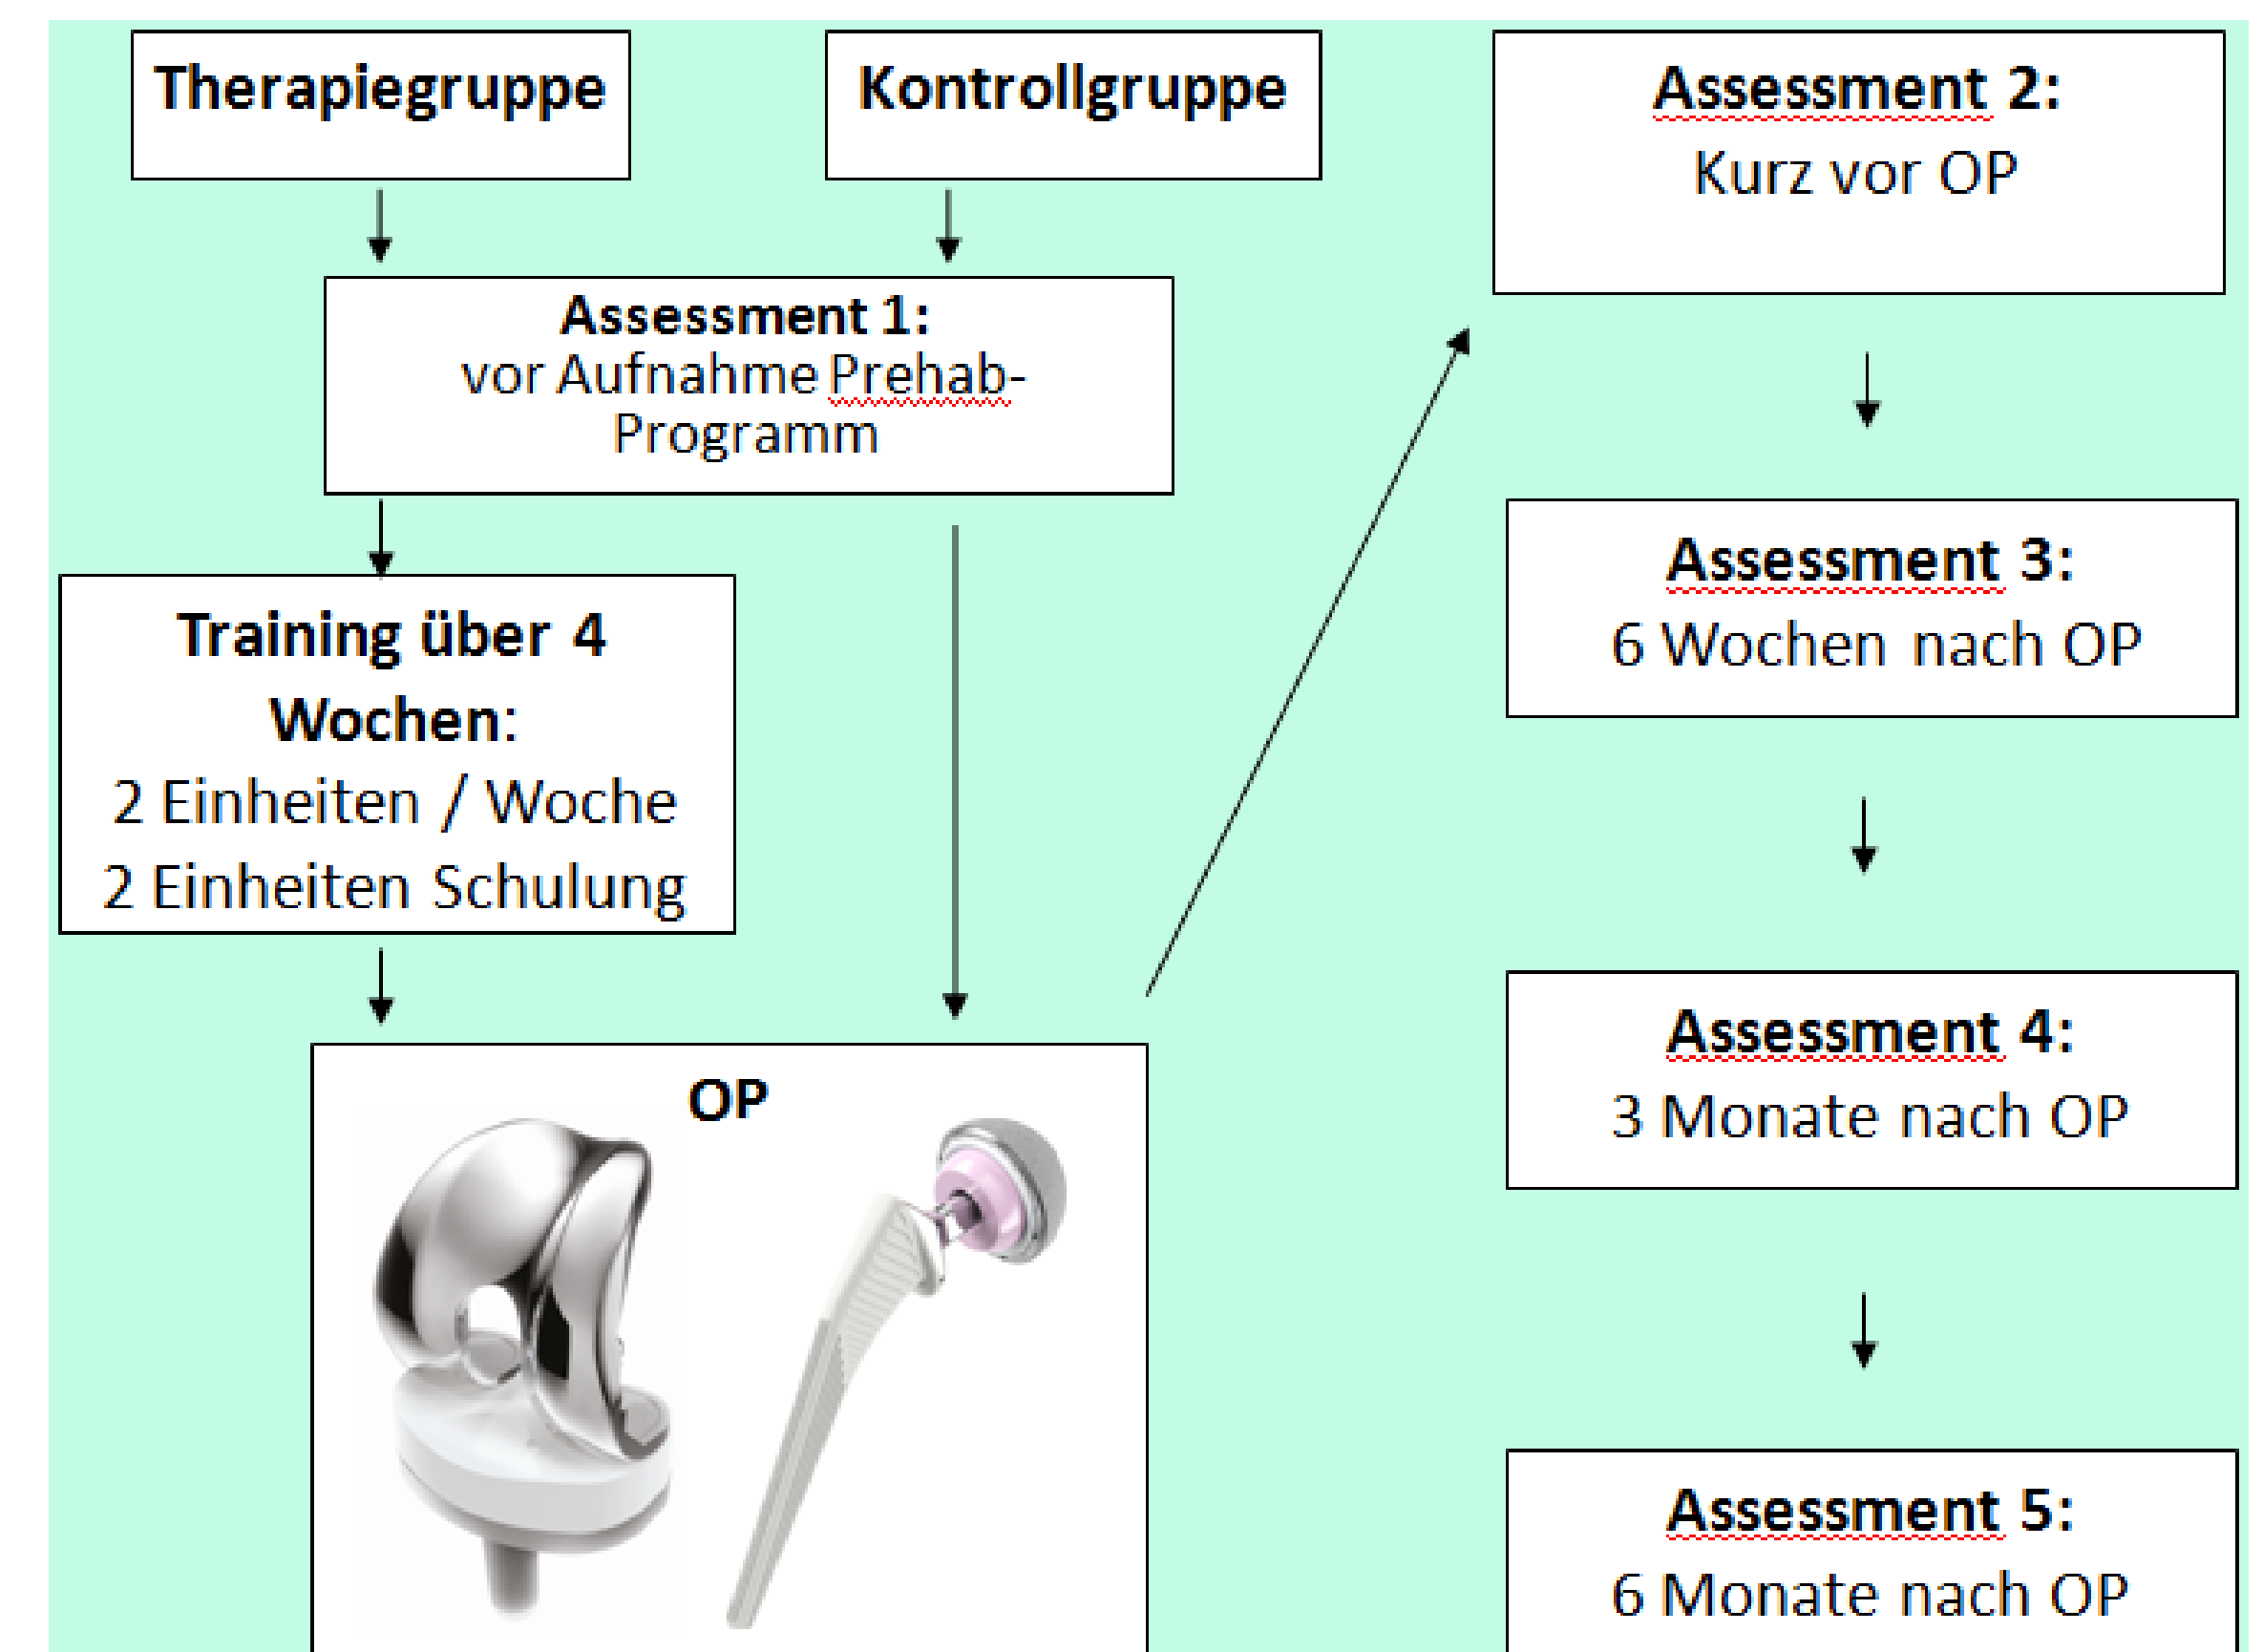 Therapiegruppe
Kontrollgruppe
Assessment 1:
vor Aufnahme Prehab-
Programm
Training über 4
Wochen:
2 Einheiten / Woche
2 Einheiten Schulung
OP
Assessment 2:
Kurz vor OP
Assessment 3:
6 Wochen nach OP
Assessment 4:
3 Monate nach OP
Assessment 5:
6 Monate nach OP